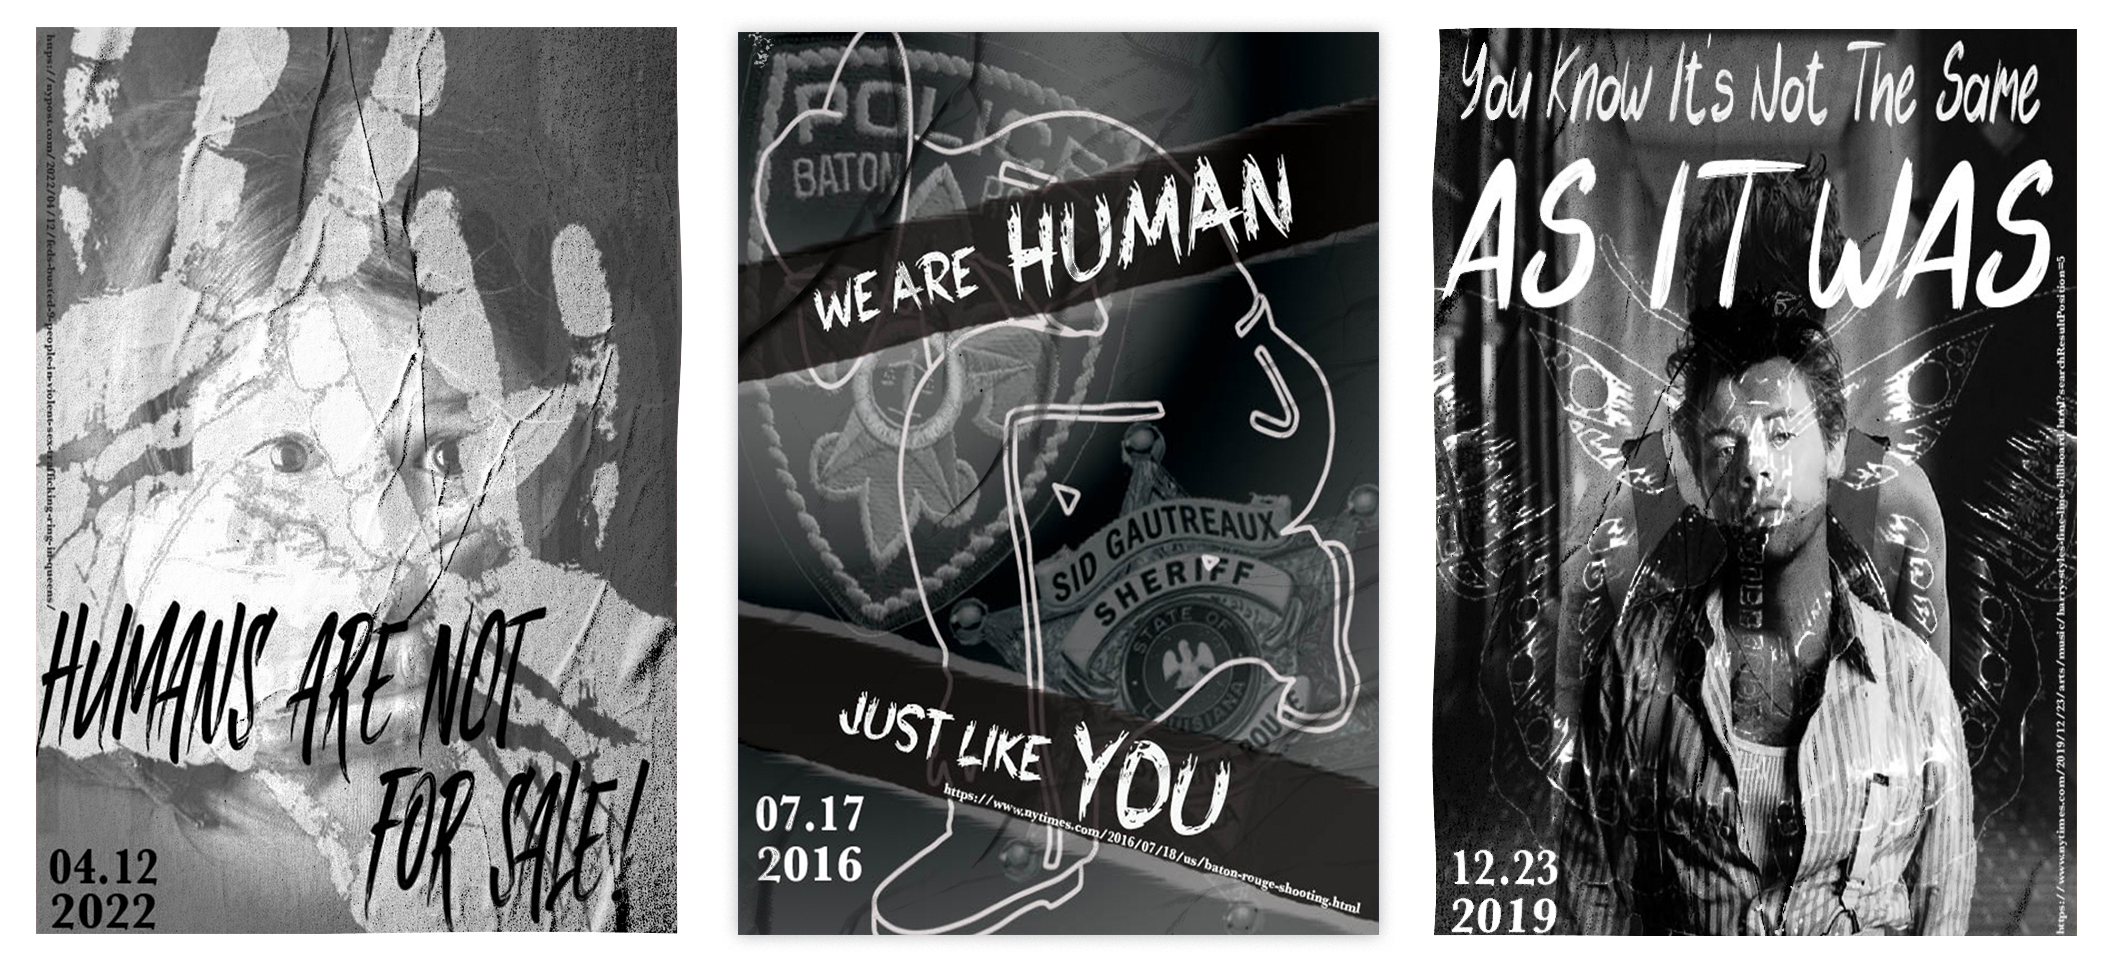 https://nypost.com/2022/04/12/feds-busted-9-people-in-violent-sex-trafficking-ring-in-queens/
HUMANS ARE NOT
FOR SALE!
04.12
2022
POLICE
BATON
WE ARE HUMAN
SID GAUTREAUX
SHERIFF
STATE OF
LOUISIANA
JUST LIKE YOU
https://www.nytimes.com/2016/07/18/us/baton-rouge-shooting.html
07.17
2016
You Know It's Not The Same
AS IT WAS
https://www.nytimes.com/2019/12/23/arts/music/harry-styles-fine-line-billboard.html?searchResultPosition=5
12.23
2019